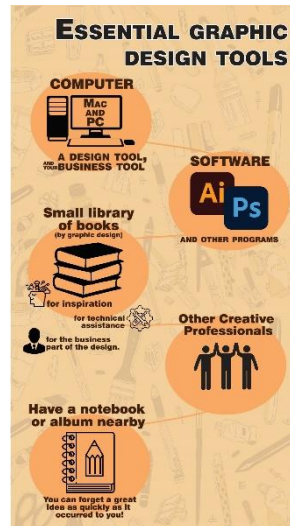 ESSENTIAL GRAPHIC
DESIGN TOOLS
COMPUTER
MAC
AND
PC
A DESIGN TOOL,
AND YOUR BUSINESS TOOL
SOFTWARE
Ai
Ps
AND OTHER PROGRAMS
Small library
of books
(by graphic design)
for inspiration
for technical
assistance
for the business
part of the design.
Other Creative
Professionals
Have a notebook
or album nearby
You can forget a great
idea as quickly as it
occurred to you!